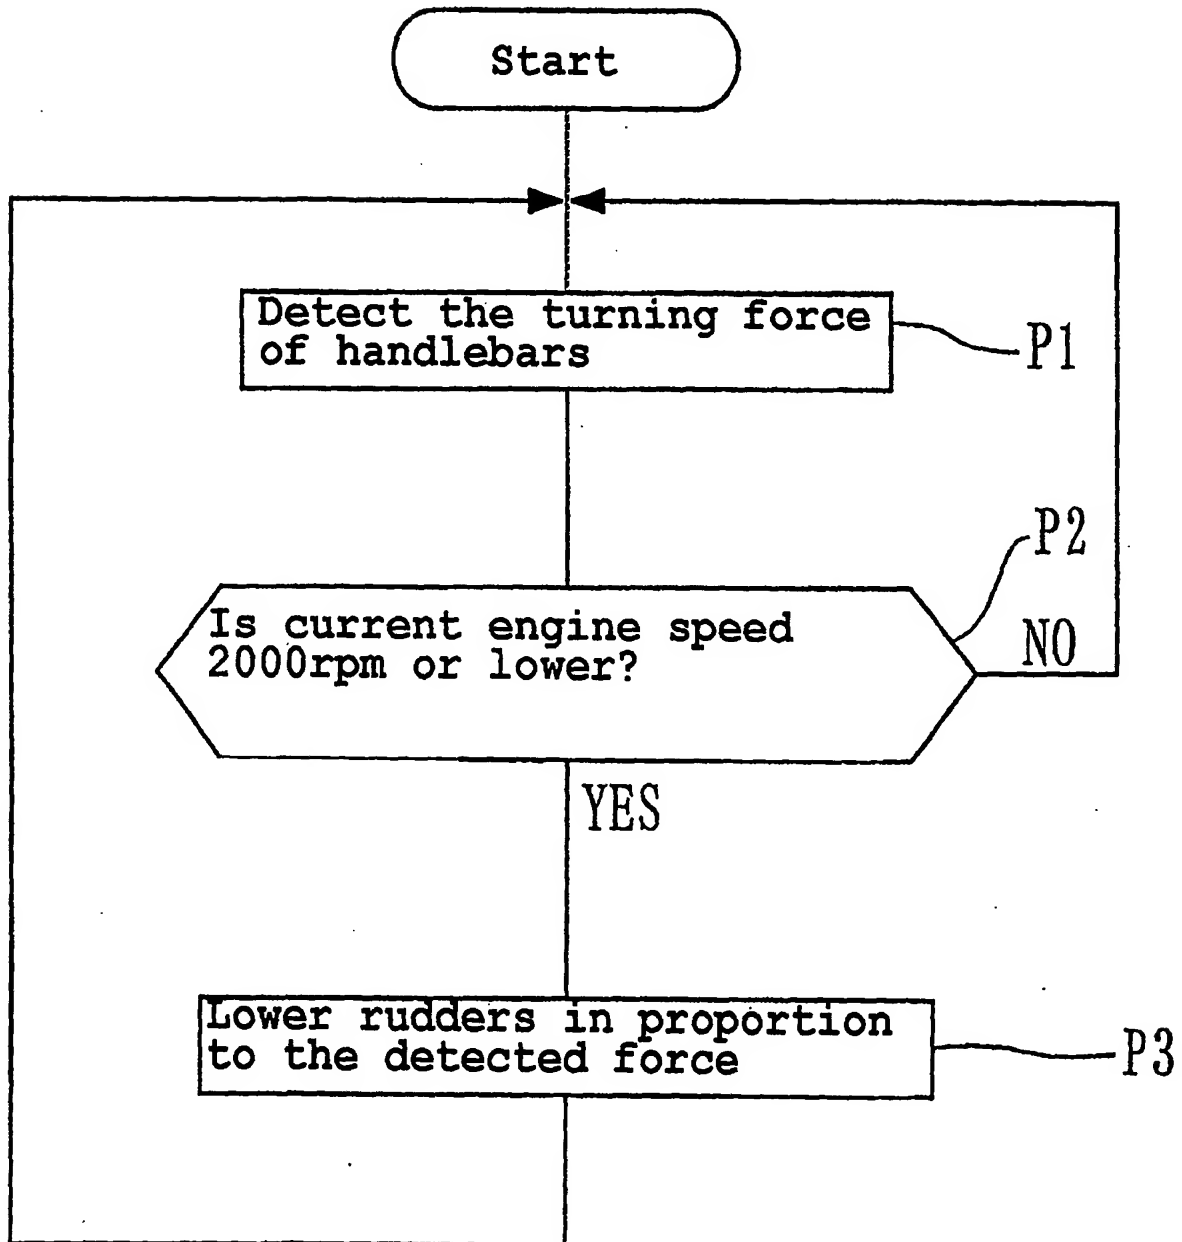 Start
Detect the turning force
of handlebars
P1
P2
Is current engine speed
2000rpm or lower?
NO
YES
Lower rudders in proportion
to the detected force
P3